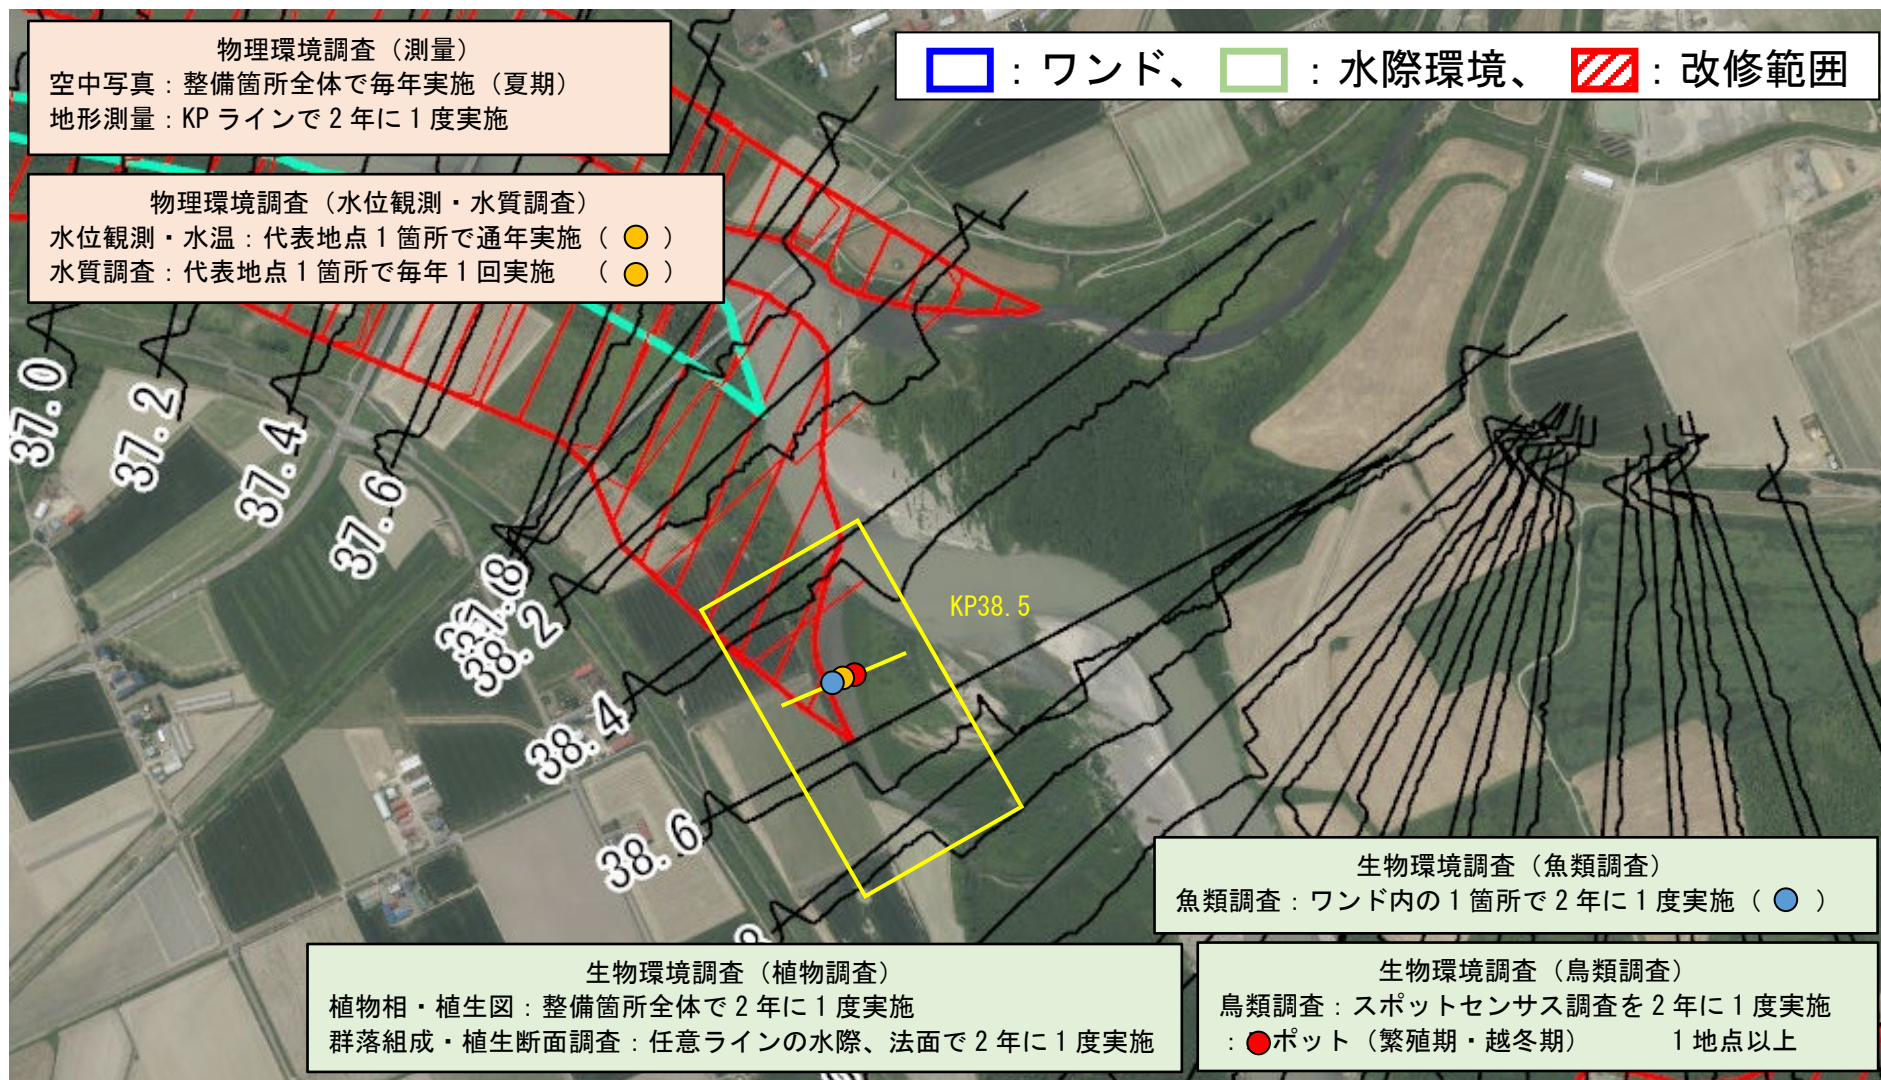 物理環境調査（測量）
空中写真：整備箇所全体で毎年実施（夏期）
地形測量：KPラインで2年に1度実施
：ワンド、　：水際環境、　：改修範囲
物理環境調査（水位観測・水質調査）
水位観測・水温：代表地点1箇所で通年実施（　）
水質調査：代表地点1箇所で毎年1回実施　（　）
37.0
37.2
37.4
37.6
38.2
38.4
38.6
KP38.5
生物環境調査（魚類調査）
魚類調査：ワンド内の1箇所で2年に1度実施（　）
生物環境調査（植物調査）
植物相・植生図：整備箇所全体で2年に1度実施
群落組成・植生断面調査：任意ラインの水際、法面で2年に1度実施
生物環境調査（鳥類調査）
鳥類調査：スポットセンサス調査を2年に1度実施
：ポット（繁殖期・越冬期）　1地点以上